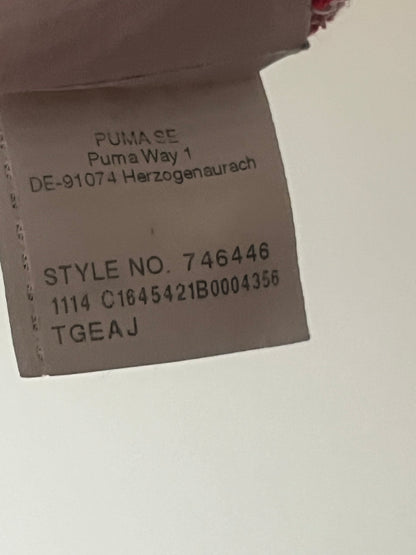 PUMA SE
Puma Way 1
DE-91074 Herzogenaurach
STYLE NO. 746446
1114 C1645421B0004356
TGEAJ